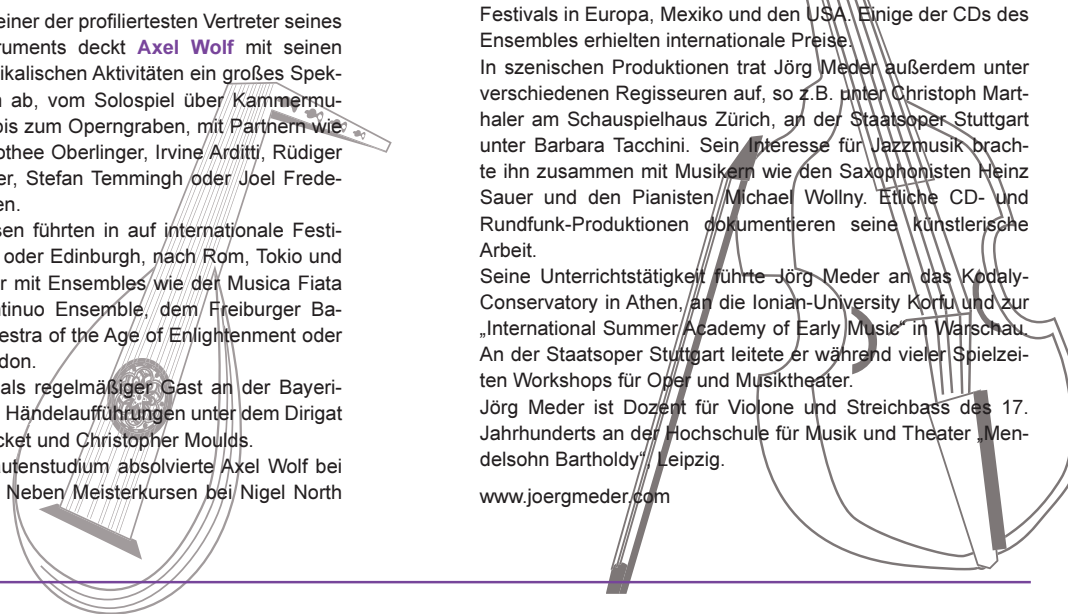 einer der profiliertesten Vertreter seines
ruments deckt Axel Wolf mit seinen
ikalischen Aktivitäten ein großes Spek-
ab, vom Solospiel über Kammermu-
bis zum Operngraben, mit Partnern wie
othee Oberlinger, Irvine Arditti, Rüdiger
er, Stefan Temmingh oder Joel Frede-
en.
sen führten in auf internationale Festi-
oder Edinburgh, nach Rom, Tokio und
r mit Ensembles wie der Musica Fiata
tinuo Ensemble, dem Freiburger Ba-
estra of the Age of Enlightenment oder
don.
als regelmäßiger Gast an der Bayeri-
Händelaufführungen unter dem Dirigat
cket und Christopher Moulds.
autenstudium absolvierte Axel Wolf bei
Neben Meisterkursen bei Nigel North
Festivals in Europa, Mexiko und den USA. Einige der CDs des
Ensembles erhielten internationale Preise.
In szenischen Produktionen trat Jörg Meder außerdem unter
verschiedenen Regisseuren auf, so z.B. unter Christoph Mart-
haler am Schauspielhaus Zürich, an der Staatsoper Stuttgart
unter Barbara Tacchini. Sein Interesse für Jazzmusik brach-
te ihn zusammen mit Musikern wie den Saxophonisten Heinz
Sauer und den Pianisten Michael Wollny. Etliche CD- und
Rundfunk-Produktionen dokumentieren seine künstlerische
Arbeit.
Seine Unterrichtstätigkeit führte Jörg Meder an das Kodaly-
Conservatory in Athen, an die Ionian-University Korfu und zur
„International Summer Academy of Early Music“ in Warschau.
An der Staatsoper Stuttgart leitete er während vieler Spielzei-
ten Workshops für Oper und Musiktheater.
Jörg Meder ist Dozent für Violone und Streichbass des 17.
Jahrhunderts an der Hochschule für Musik und Theater „Men-
delsohn Bartholdy“, Leipzig.
www.joergmeder.com